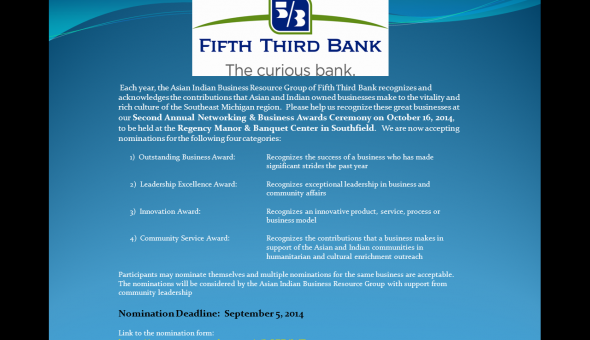 5/3
FIFTH THIRD BANK
The curious bank.
Each year, the Asian Indian Business Resource Group of Fifth Third Bank recognizes and
acknowledges the contributions that Asian and Indian owned businesses make to the vitality and
rich culture of the Southeast Michigan region. Please help us recognize these great businesses at
our Second Annual Networking & Business Awards Ceremony on October 16, 2014,
to be held at the Regency Manor & Banquet Center in Southfield. We are now accepting
nominations for the following four categories:
1) Outstanding Business Award: Recognizes the success of a business who has made
significant strides the past year
2) Leadership Excellence Award: Recognizes exceptional leadership in business and
community affairs
3) Innovation Award: Recognizes an innovative product, service, process or
business model
4) Community Service Award: Recognizes the contributions that a business makes in
support of the Asian and Indian communities in
humanitarian and cultural enrichment outreach
Participants may nominate themselves and multiple nominations for the same business are acceptable.
The nominations will be considered by the Asian Indian Business Resource Group with support from
community leadership
Nomination Deadline: September 5, 2014
Link to the nomination form: